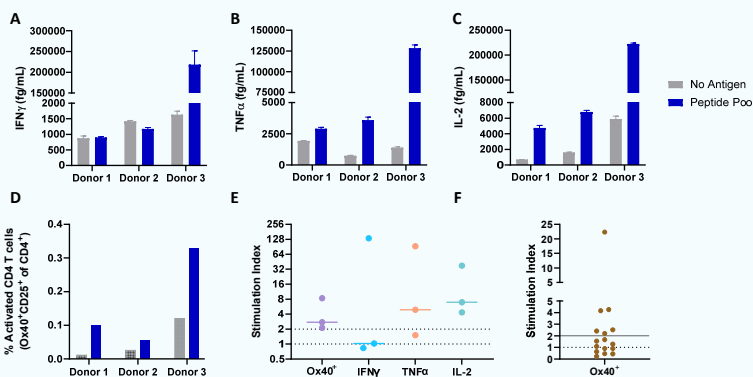 A
IFNγ (fg/mL)
300000
250000
200000
150000
100000
2000
1500
1000
500
0
Donor 1 Donor 2 Donor 3
B
TNFα (fg/mL)
150000
125000
100000
75000
5000
2500
0
Donor 1 Donor 2 Donor 3
C
IL-2 (fg/mL)
250000
200000
150000
8000
6000
4000
2000
0
Donor 1 Donor 2 Donor 3
No Antigen
Peptide Poo
D
% Activated CD4 T cells
(Ox40⁺CD25⁺ of CD4⁺)
0.4
0.3
0.2
0.1
0.0
Donor 1 Donor 2 Donor 3
E
Stimulation Index
256
128
64
32
16
8
4
2
1
0.5
Ox40⁺ IFNγ TNFα IL-2
F
Stimulation Index
25
20
15
10
5
5
4
3
2
1
0
Ox40⁺